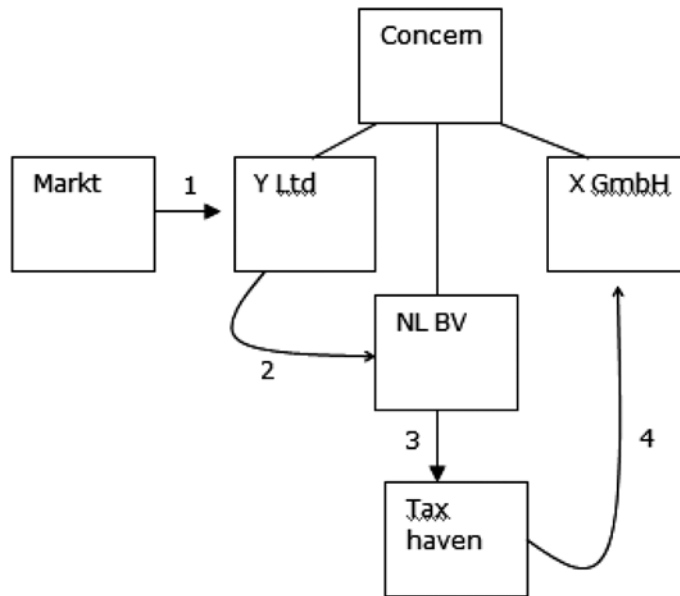 Concern
Markt
1
Y Ltd
X GmbH
NL BV
2
3
4
Tax
haven